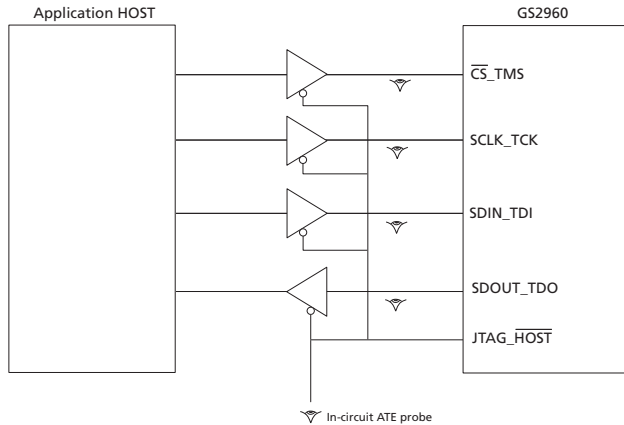 Application HOST
GS2960
CS_TMS
SCLK_TCK
SDIN_TDI
SDOUT_TDO
JTAG_HOST
In-circuit ATE probe